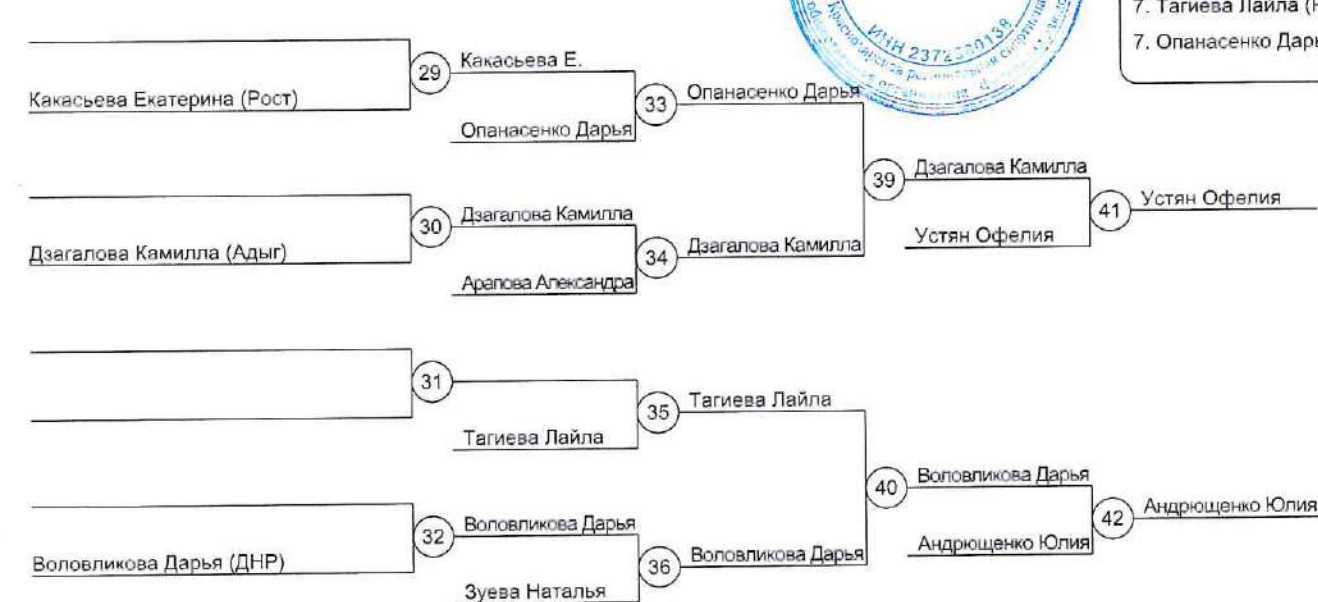 7. Тагиева Лайла
7. Опанасенко Дарь
29
Какасьева Е.
Какасьева Екатерина (Рост)
33
Опанасенко Дарья
Опанасенко Дарья
39
Дзагалова Камилла
30
Дзагалова Камилла
Дзагалова Камилла (Адыг)
34
Дзагалова Камилла
Арапова Александра
41
Устян Офелия
Устян Офелия
31
35
Тагиева Лайла
Тагиева Лайла
40
Воловликова Дарья
32
Воловликова Дарья
Воловликова Дарья (ДНР)
36
Воловликова Дарья
Зуева Наталья
42
Андрющенко Юлия
Андрющенко Юлия
ИНН